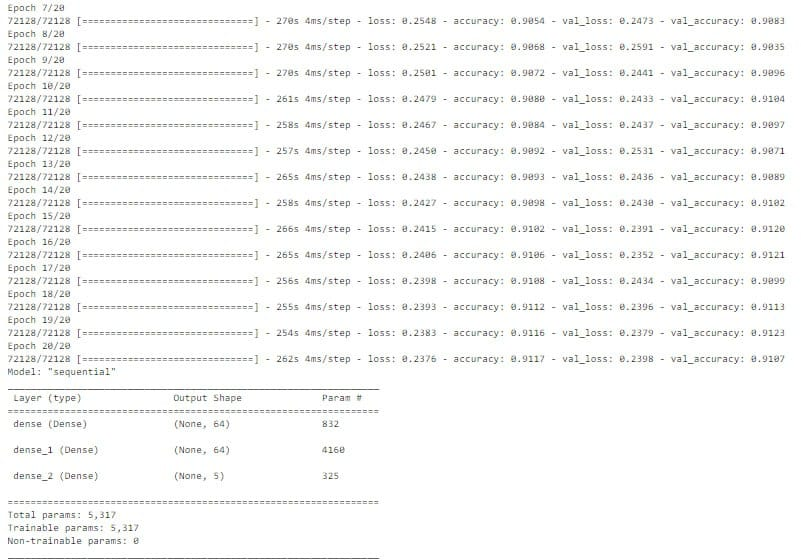 Epoch 7/20
72128/72128 [==============================] - 270s 4ms/step - loss: 0.2548 - accuracy: 0.9054 - val_loss: 0.2473 - val_accuracy: 0.9083
Epoch 8/20
72128/72128 [==============================] - 270s 4ms/step - loss: 0.2521 - accuracy: 0.9068 - val_loss: 0.2591 - val_accuracy: 0.9035
Epoch 9/20
72128/72128 [==============================] - 270s 4ms/step - loss: 0.2501 - accuracy: 0.9072 - val_loss: 0.2441 - val_accuracy: 0.9096
Epoch 10/20
72128/72128 [==============================] - 261s 4ms/step - loss: 0.2479 - accuracy: 0.9080 - val_loss: 0.2433 - val_accuracy: 0.9104
Epoch 11/20
72128/72128 [==============================] - 258s 4ms/step - loss: 0.2467 - accuracy: 0.9084 - val_loss: 0.2437 - val_accuracy: 0.9097
Epoch 12/20
72128/72128 [==============================] - 257s 4ms/step - loss: 0.2450 - accuracy: 0.9092 - val_loss: 0.2531 - val_accuracy: 0.9071
Epoch 13/20
72128/72128 [==============================] - 265s 4ms/step - loss: 0.2438 - accuracy: 0.9093 - val_loss: 0.2436 - val_accuracy: 0.9089
Epoch 14/20
72128/72128 [==============================] - 258s 4ms/step - loss: 0.2427 - accuracy: 0.9098 - val_loss: 0.2430 - val_accuracy: 0.9102
Epoch 15/20
72128/72128 [==============================] - 266s 4ms/step - loss: 0.2415 - accuracy: 0.9102 - val_loss: 0.2391 - val_accuracy: 0.9120
Epoch 16/20
72128/72128 [==============================] - 265s 4ms/step - loss: 0.2406 - accuracy: 0.9106 - val_loss: 0.2352 - val_accuracy: 0.9121
Epoch 17/20
72128/72128 [==============================] - 256s 4ms/step - loss: 0.2398 - accuracy: 0.9108 - val_loss: 0.2434 - val_accuracy: 0.9099
Epoch 18/20
72128/72128 [==============================] - 255s 4ms/step - loss: 0.2393 - accuracy: 0.9112 - val_loss: 0.2396 - val_accuracy: 0.9113
Epoch 19/20
72128/72128 [==============================] - 254s 4ms/step - loss: 0.2383 - accuracy: 0.9116 - val_loss: 0.2379 - val_accuracy: 0.9123
Epoch 20/20
72128/72128 [==============================] - 262s 4ms/step - loss: 0.2376 - accuracy: 0.9117 - val_loss: 0.2398 - val_accuracy: 0.9107
Model: "sequential"
_________________________________________________________________
Layer (type) Output Shape Param #
=================================================================
dense (Dense) (None, 64) 832
dense_1 (Dense) (None, 64) 4160
dense_2 (Dense) (None, 5) 325
=================================================================
Total params: 5,317
Trainable params: 5,317
Non-trainable params: 0
_________________________________________________________________